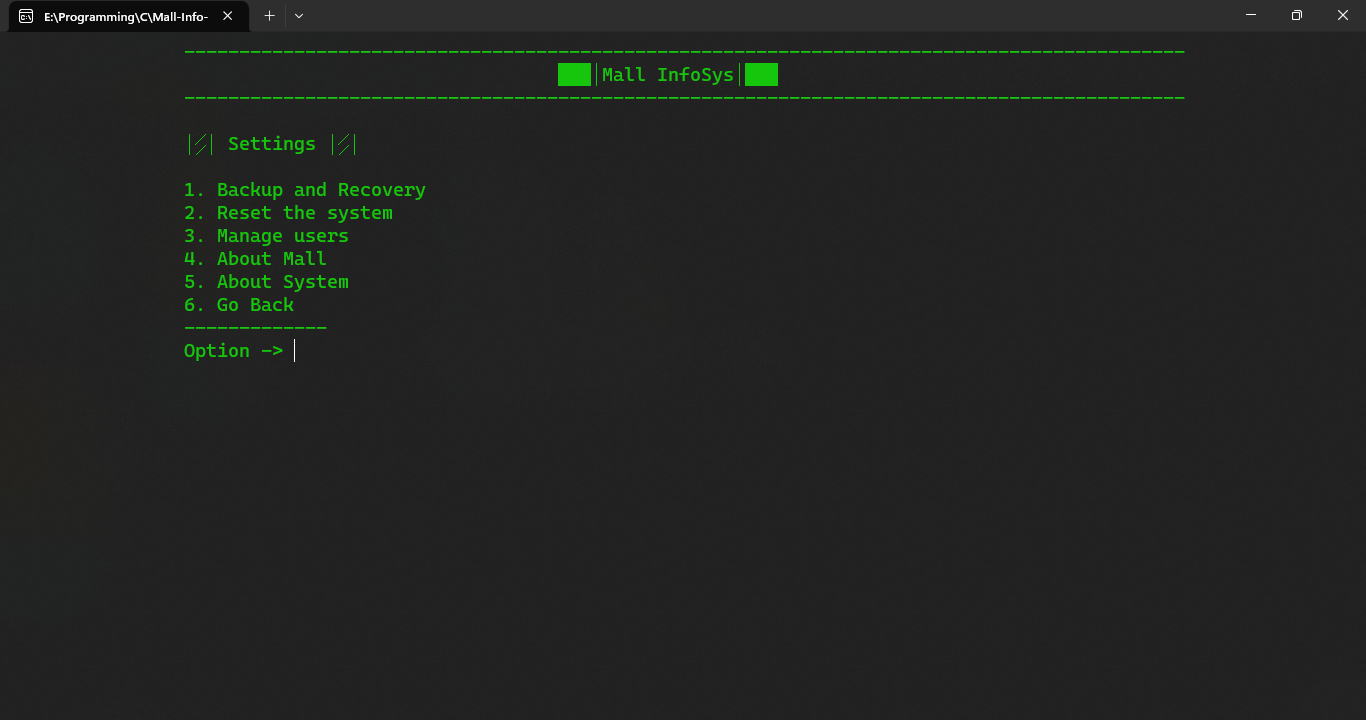 E:\Programming\C\Mall-Info-
|Mall InfoSys|
Settings
1. Backup and Recovery
2. Reset the system
3. Manage users
4. About Mall
5. About System
6. Go Back
-------------
Option ->